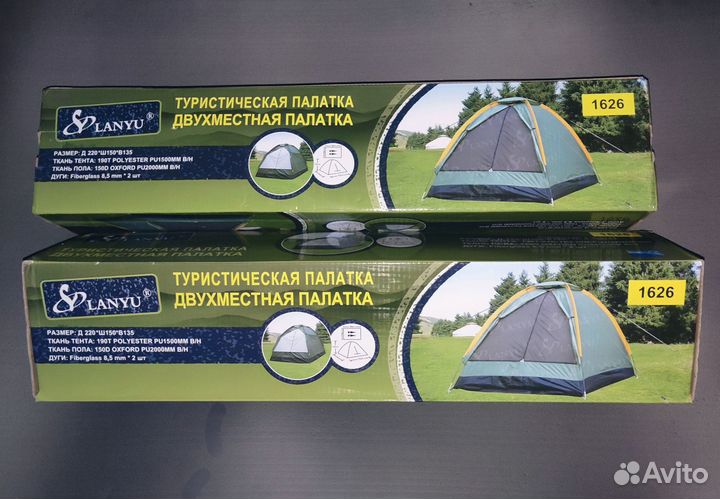 LANYU®
ТУРИСТИЧЕСКАЯ ПАЛАТКА
ДВУХМЕСТНАЯ ПАЛАТКА
РАЗМЕР: Д 220*Ш150*В135
ТКАНЬ ТЕНТА: 190T POLYESTER PU1500MM В/Н
ТКАНЬ ПОЛА: 150D OXFORD PU2000MM В/Н
ДУГИ: Fiberglass 8,5 mm * 2 шт
1626
LANYU®
ТУРИСТИЧЕСКАЯ ПАЛАТКА
ДВУХМЕСТНАЯ ПАЛАТКА
РАЗМЕР: Д 220*Ш150*В135
ТКАНЬ ТЕНТА: 190T POLYESTER PU1500MM В/Н
ТКАНЬ ПОЛА: 150D OXFORD PU2000MM В/Н
ДУГИ: Fiberglass 8,5 mm * 2 шт
1626
Avito